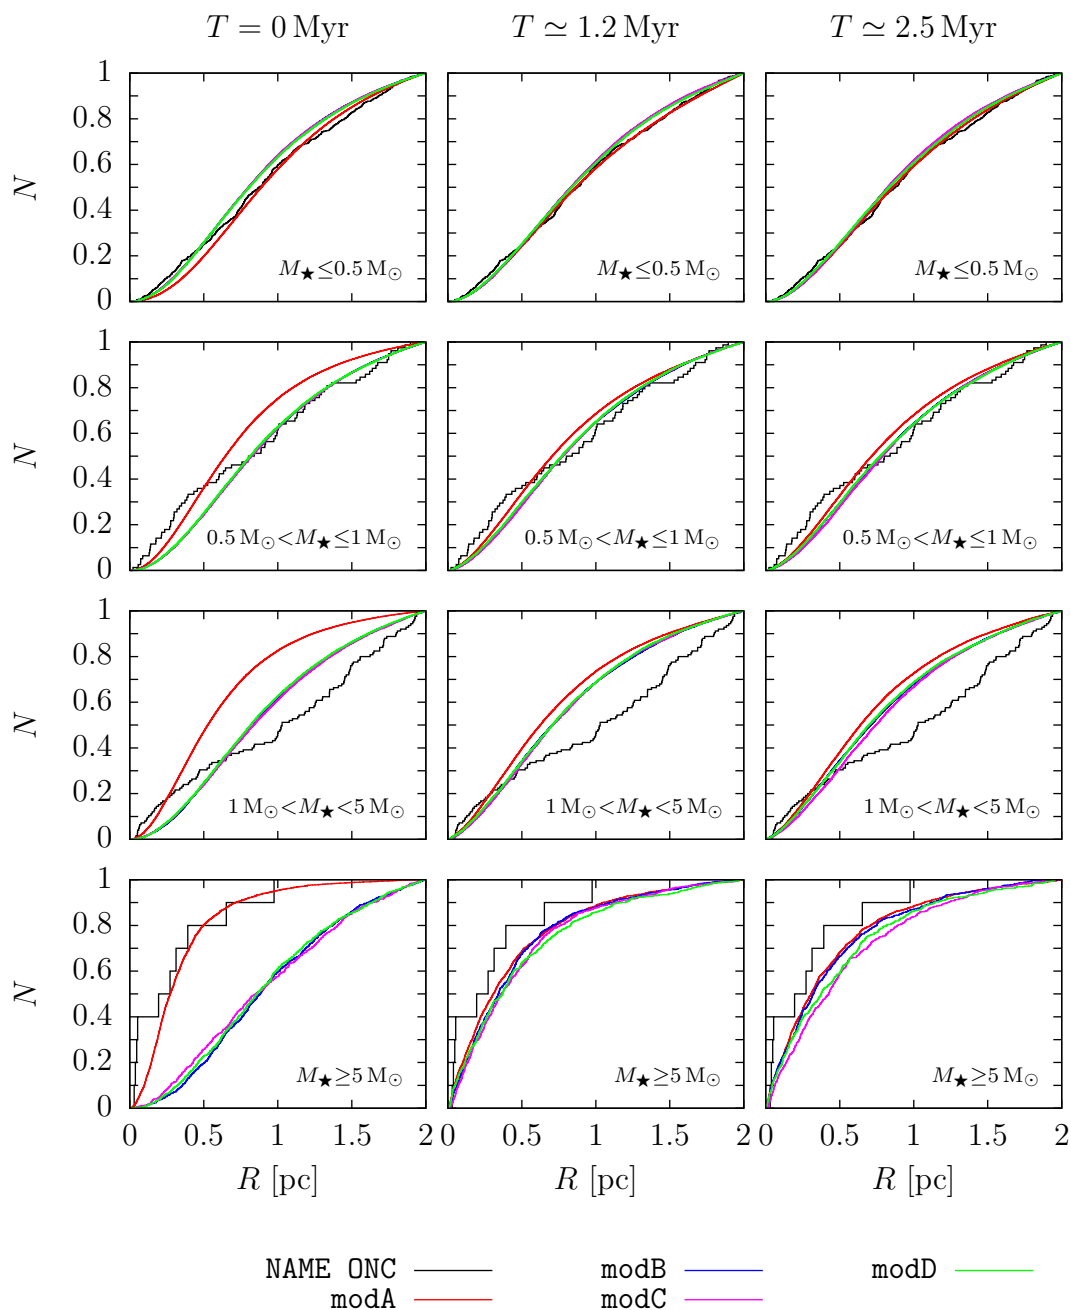 T = 0 Myr T ≃ 1.2 Myr T ≃ 2.5 Myr
1
0.8
0.6
N
0.4
0.2
0
M★≤0.5 M⊙ M★≤0.5 M⊙ M★≤0.5 M⊙
1
0.8
0.6
N
0.4
0.2
0
0.5 M⊙<M★≤1 M⊙ 0.5 M⊙<M★≤1 M⊙ 0.5 M⊙<M★≤1 M⊙
1
0.8
0.6
N
0.4
0.2
0
1 M⊙<M★<5 M⊙ 1 M⊙<M★<5 M⊙ 1 M⊙<M★<5 M⊙
1
0.8
0.6
N
0.4
0.2
0
M★≥5 M⊙ M★≥5 M⊙ M★≥5 M⊙
0 0.5 1 1.5 2 0 0.5 1 1.5 2 0 0.5 1 1.5 2
R [pc] R [pc] R [pc]
NAME ONC modB modD
modA modC